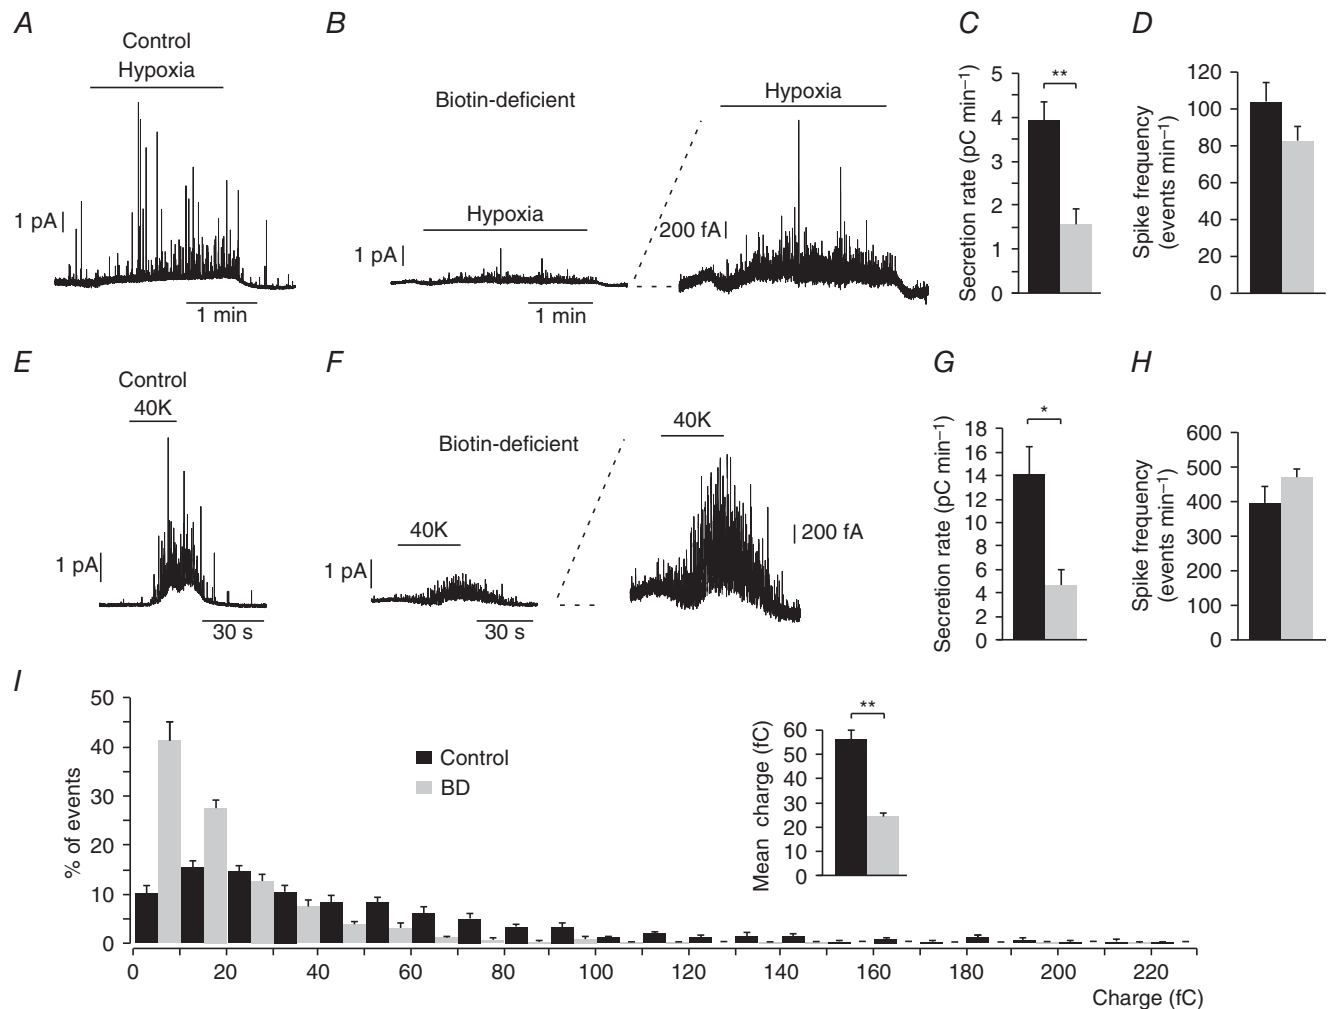 A
Control
Hypoxia
1 pA
1 min
B
Biotin-deficient
Hypoxia
1 pA
1 min
Hypoxia
200 fA
C
Secretion rate (pC min⁻¹)
5
4
3
2
1
0
**
D
Spike frequency
(events min⁻¹)
120
100
80
60
40
20
0
E
Control
40K
1 pA
30 s
F
Biotin-deficient
40K
1 pA
30 s
40K
200 fA
G
Secretion rate (pC min⁻¹)
18
16
14
12
10
8
6
4
2
0
*
H
Spike frequency
(events min⁻¹)
600
500
400
300
200
100
0
I
% of events
50
40
30
20
10
0
Control
BD
Mean charge (fC)
60
50
40
30
20
10
0
**
0 20 40 60 80 100 120 140 160 180 200 220
Charge (fC)